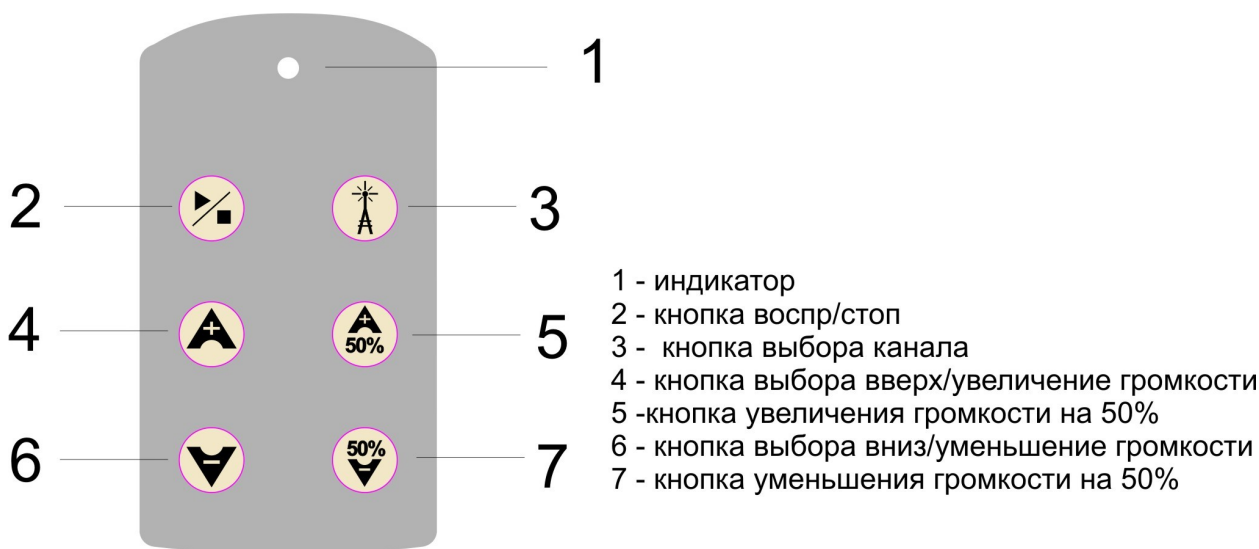 1
2
3
+
+
50%
4
5
50%
-
-
6
7
1 - индикатор
2 - кнопка воспр/стоп
3 -  кнопка выбора канала
4 - кнопка выбора вверх/увеличение громкости
5 -кнопка увеличения громкости на 50%
6 - кнопка выбора вниз/уменьшение громкости
7 - кнопка уменьшения громкости на 50%